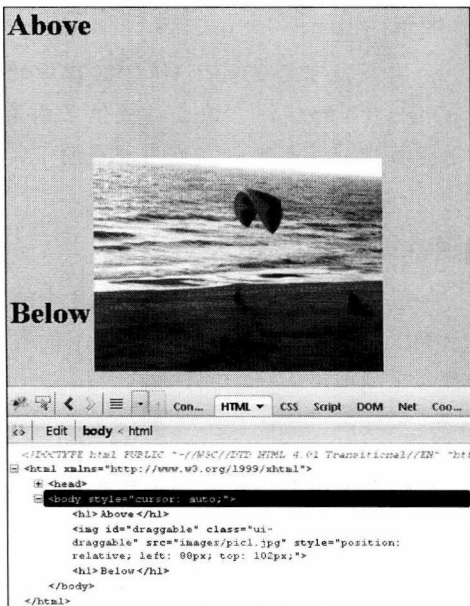 Above
Below
Con... HTML CSS Script DOM Net Coo...
Edit body < html
<!DOCTYPE html PUBLIC "-//W3C//DTD HTML 4.01 Transitional//EN" "htt
<html xmlns="http://www.w3.org/1999/xhtml">
<head>
<body style="cursor: auto;">
<h1>Above</h1>
<img id="draggable" class="ui-
draggable" src="images/pic1.jpg" style="position:
relative; left: 88px; top: 102px;">
<h1>Below</h1>
</body>
</html>